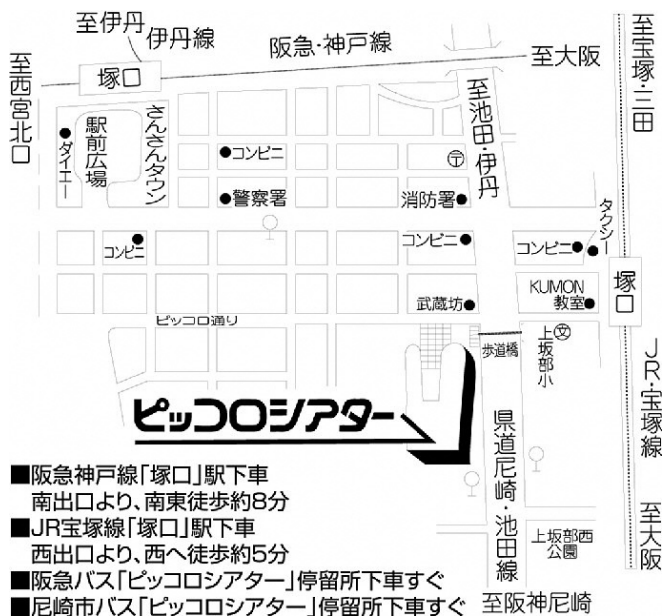 至伊丹
伊丹線
阪急・神戸線
至大阪
至宝塚・三田
至西宮北口
塚口
至池田・伊丹
ダイエー
駅前広場
さんさんタウン
コンビニ
〒
警察署
消防署
タクシー
コンビニ
コンビニ
コンビニ
塚口
武蔵坊
KUMON
教室
ピッコロ通り
歩道橋
上坂部小
文
JR・宝塚線
ピッコロシアター
県道尼崎・池田線
上坂部西
公園
至大阪
■阪急神戸線「塚口」駅下車
南出口より、南東徒歩約8分
■JR宝塚線「塚口」駅下車
西出口より、西へ徒歩約5分
■阪急バス「ピッコロシアター」停留所下車すぐ
■尼崎市バス「ピッコロシアター」停留所下車すぐ
至阪神尼崎